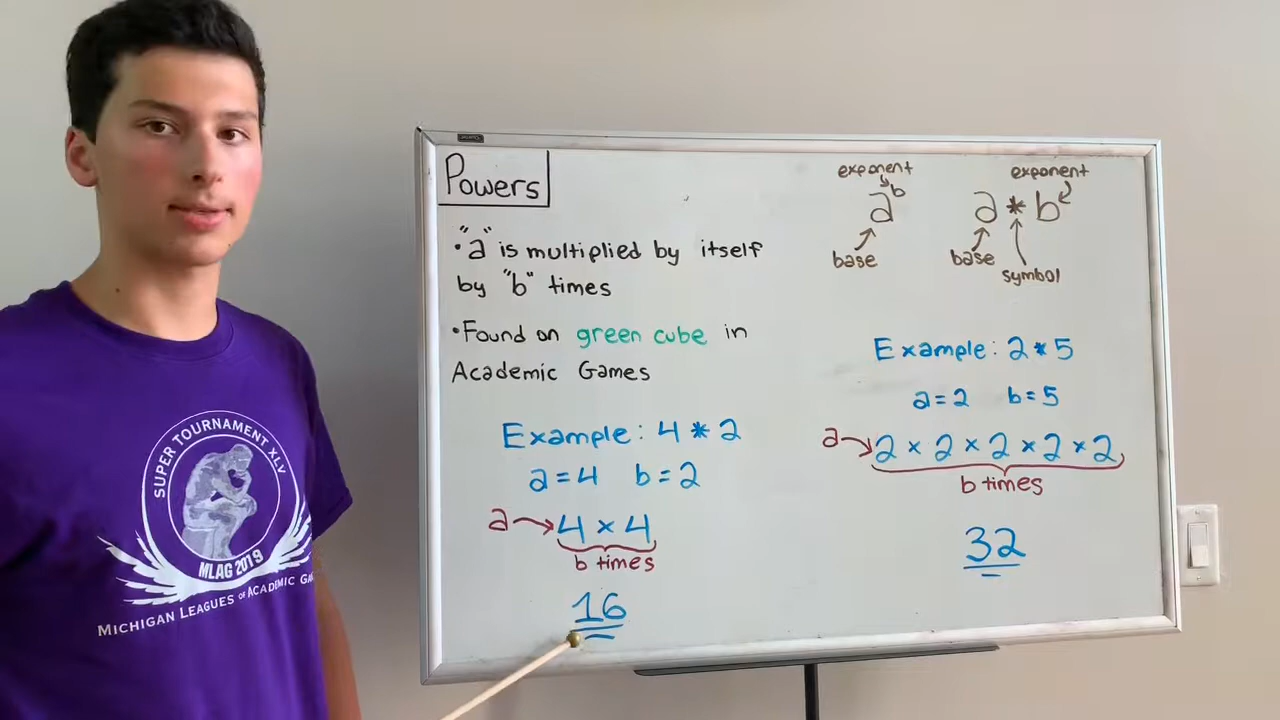 Powers
• "a" is multiplied by itself
by "b" times
• Found on green cube in
Academic Games
Example: 4 * 2
a = 4 b = 2
a 4 × 4
b times
16
exponent
a b
base
exponent
a * b
base
symbol
Example: 2 * 5
a = 2 b = 5
a 2 × 2 × 2 × 2 × 2
b times
32
SUPER TOURNAMENT XLV
MLAG 2019
MICHIGAN LEAGUES OF ACADEMIC GA